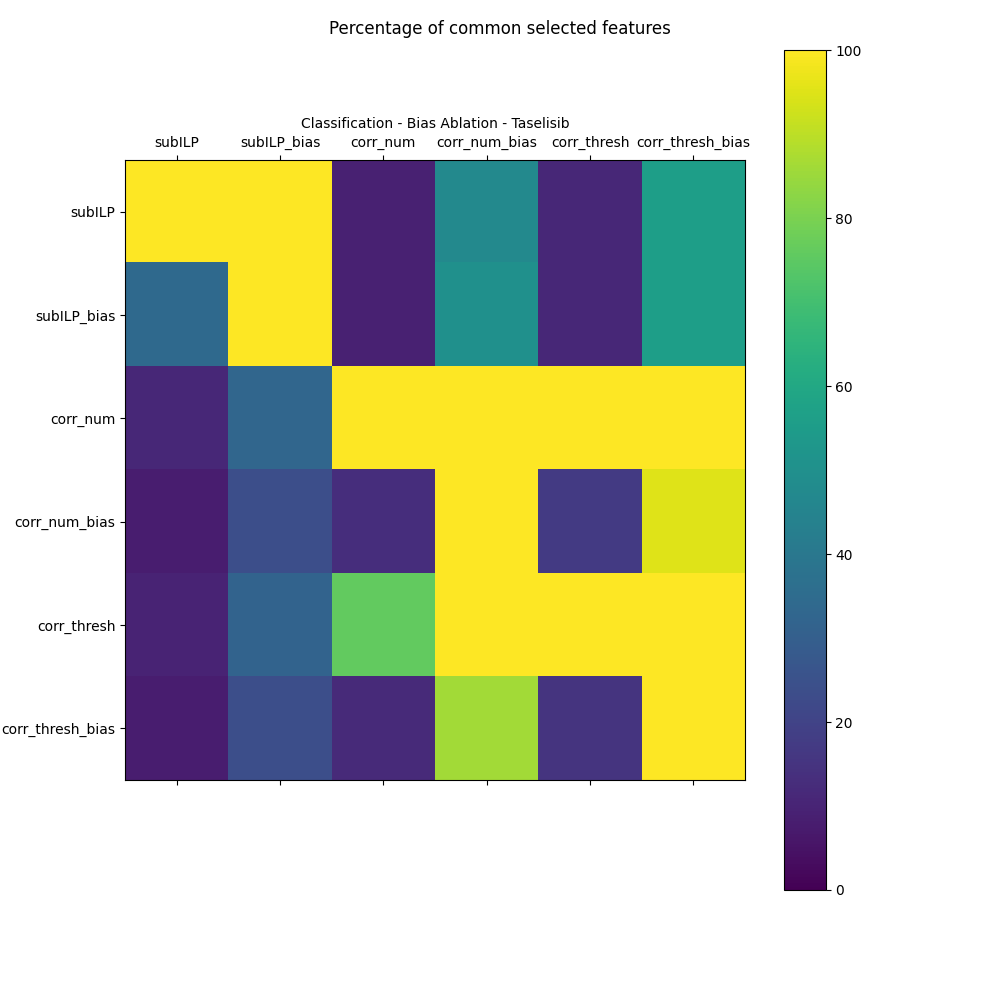 Percentage of common selected features
Classification - Bias Ablation - Taselisib
subILP subILP_bias corr_num corr_num_bias corr_thresh corr_thresh_bias
subILP
subILP_bias
corr_num
corr_num_bias
corr_thresh
corr_thresh_bias
100
80
60
40
20
0